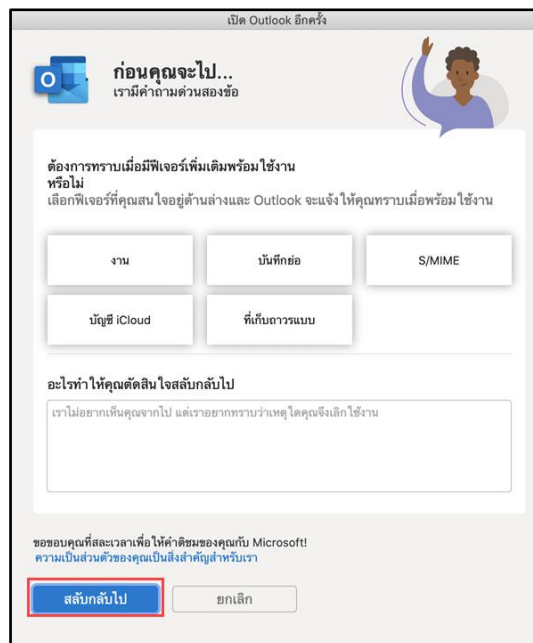 เปิด Outlook อีกครั้ง
ก่อนคุณจะไป...
เรามีคำถามด่วนสองข้อ
ต้องการทราบเมื่อมีฟีเจอร์เพิ่มเติมพร้อมใช้งาน
หรือไม่
เลือกฟีเจอร์ที่คุณสนใจอยู่ด้านล่างและ Outlook จะแจ้งให้คุณทราบเมื่อพร้อมใช้งาน
งาน
บันทึกย่อ
S/MIME
บัญชี iCloud
ที่เก็บถาวรแบบ
อะไรทำให้คุณตัดสินใจสลับกลับไป
เราไม่อยากเห็นคุณจากไป แต่เราอยากทราบว่าเหตุใดคุณจึงเลิกใช้งาน
ขอขอบคุณที่สละเวลาเพื่อให้คำติชมของคุณกับ Microsoft!
ความเป็นส่วนตัวของคุณเป็นสิ่งสำคัญสำหรับเรา
สลับกลับไป
ยกเลิก